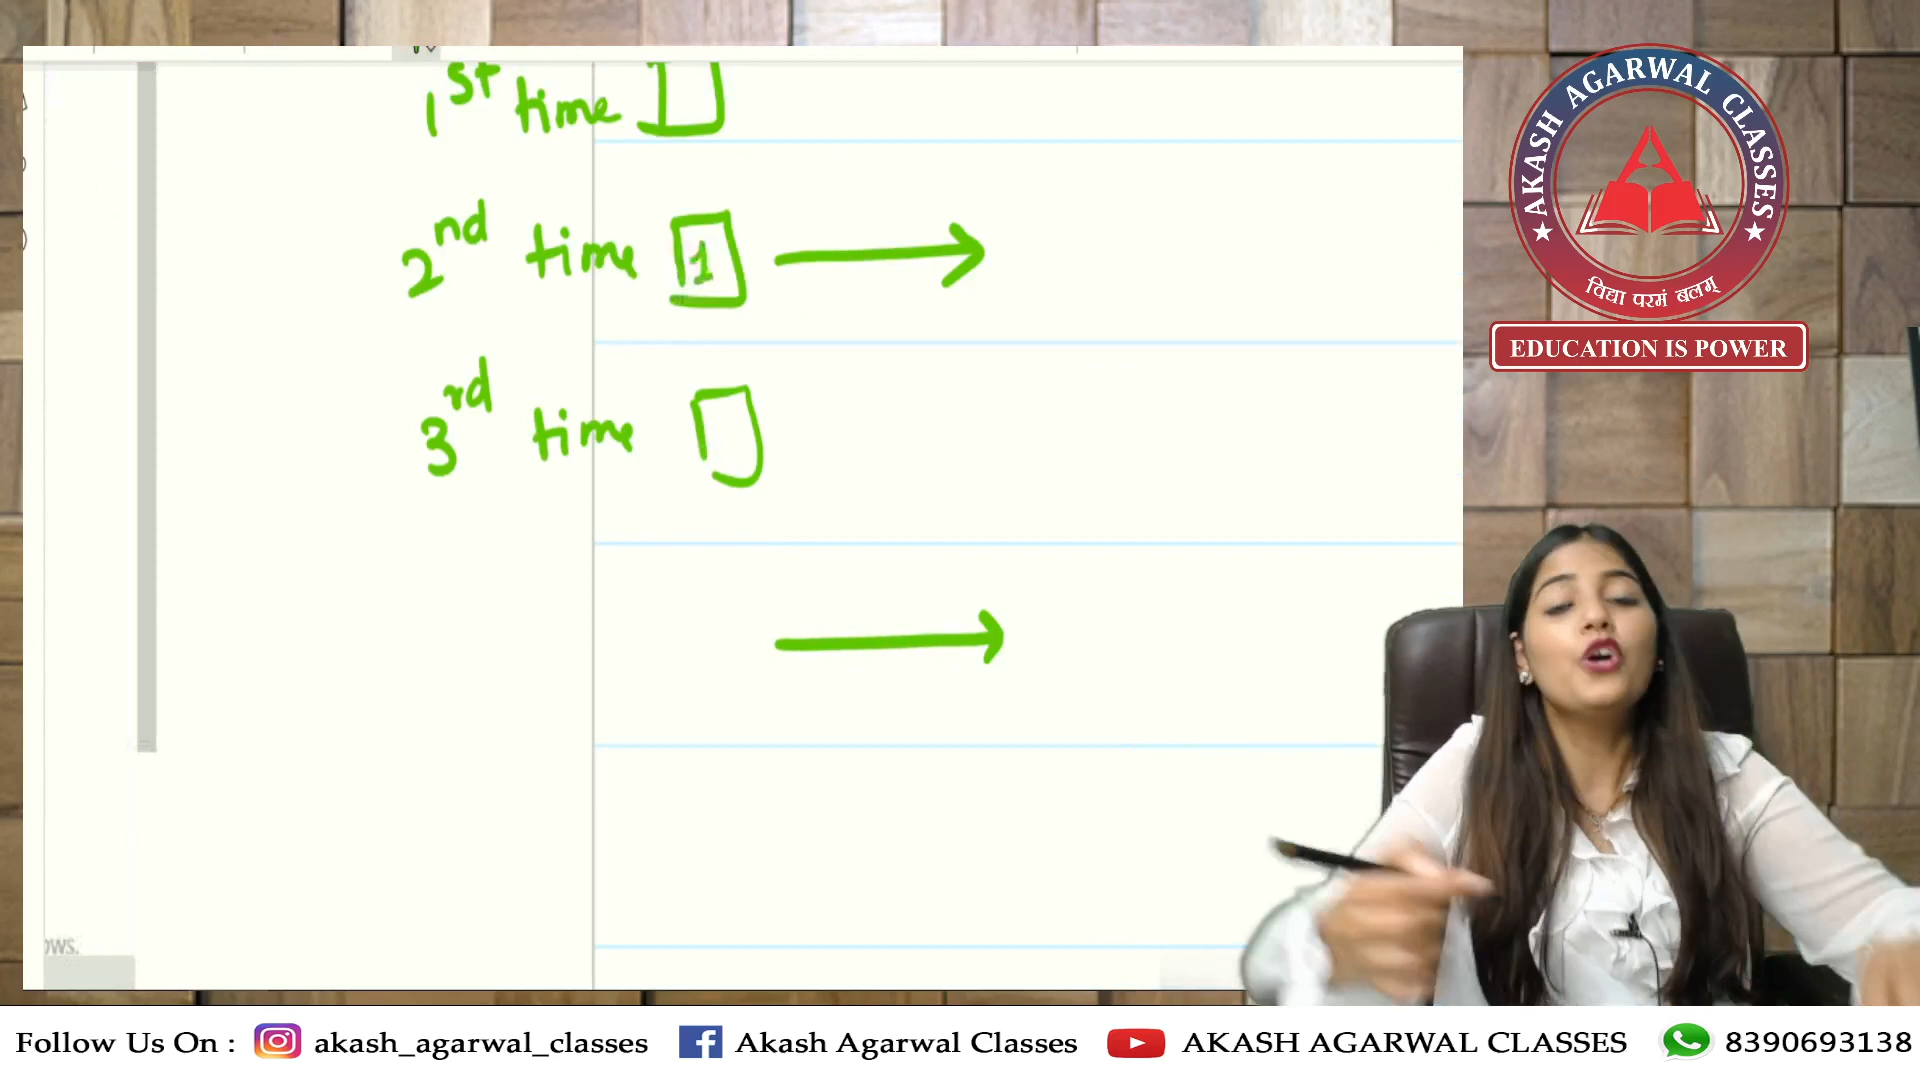 1st time
2nd time 1
3rd time
ows.
AKASH AGARWAL CLASSES
विद्या परमं बलम्
EDUCATION IS POWER
Follow Us On : akash_agarwal_classes Akash Agarwal Classes AKASH AGARWAL CLASSES 8390693138